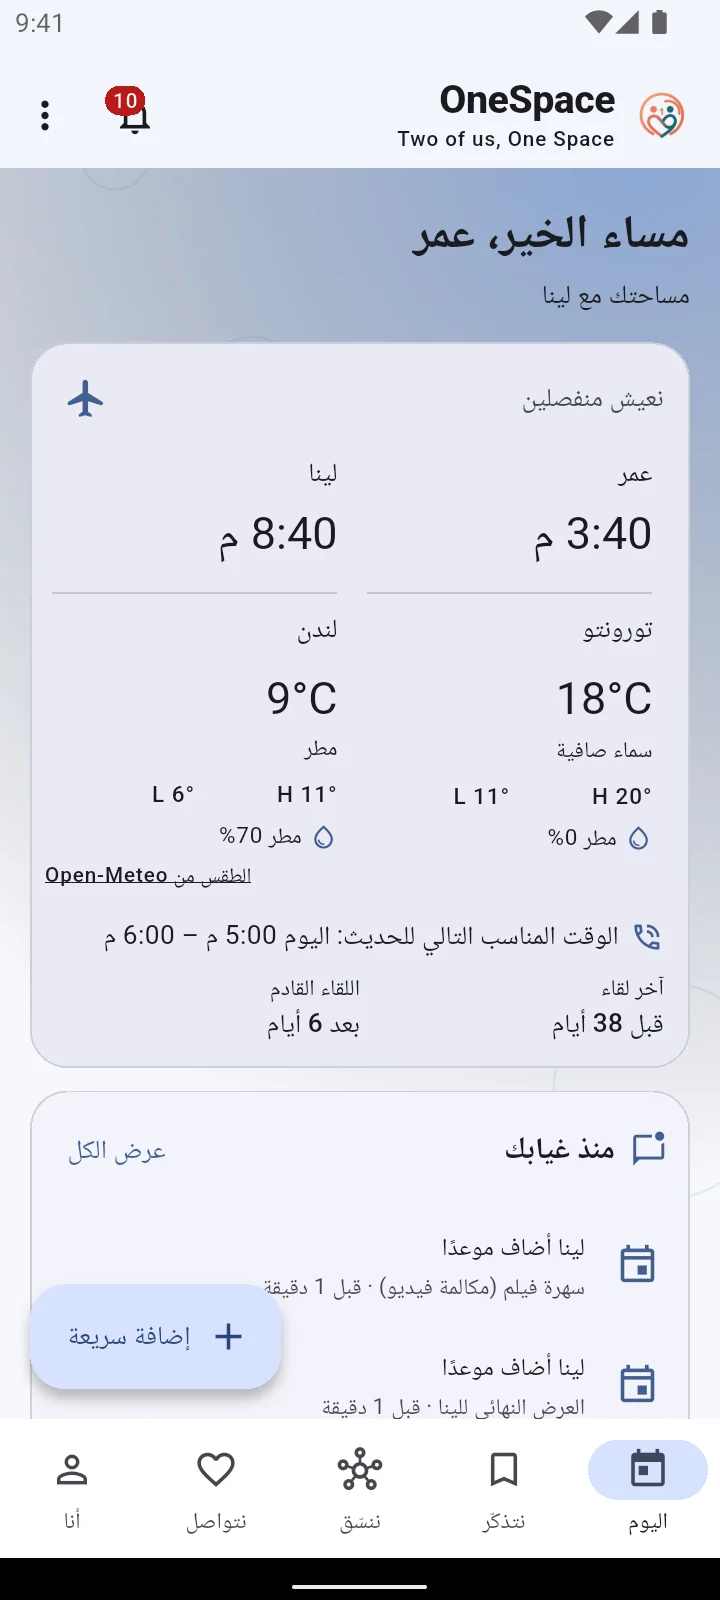 9:41
10
OneSpace
Two of us, One Space
مساء الخير، عمر
مساحتك مع لينا
نعيش منفصلين
عمر
3:40 م
لينا
8:40 م
تورونتو
18°C
سماء صافية
H 20° L 11°
مطر 0%
لندن
9°C
مطر
H 11° L 6°
مطر 70%
الطقس من Open-Meteo
الوقت المناسب التالي للحديث: اليوم 5:00 م – 6:00 م
آخر لقاء
قبل 38 أيام
اللقاء القادم
بعد 6 أيام
منذ غيابك
عرض الكل
لينا أضاف موعدًا
سهرة فيلم (مكالمة فيديو) · قبل 1 دقيقة
لينا أضاف موعدًا
العرض النهائي للينا · قبل 1 دقيقة
إضافة سريعة
اليوم
نتذكّر
ننسّق
نتواصل
أنا